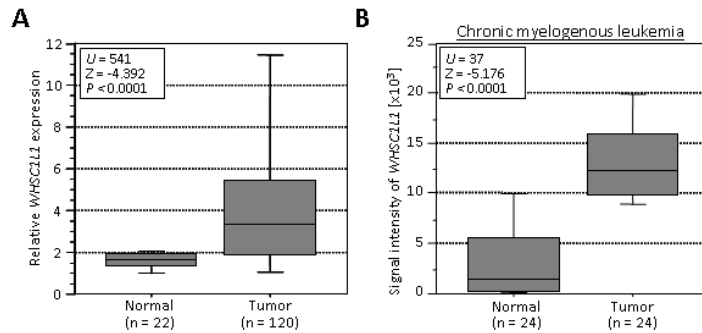 A
Relative WHSC1L1 expression
12
10
8
6
4
2
0
U = 541
Z = -4.392
P <0.0001
Normal
(n = 22)
Tumor
(n = 120)
B
Chronic myelogenous leukemia
Signal intensity of WHSC1L1 [x10³]
25
20
15
10
5
0
U = 37
Z = -5.176
P <0.0001
Normal
(n = 24)
Tumor
(n = 24)